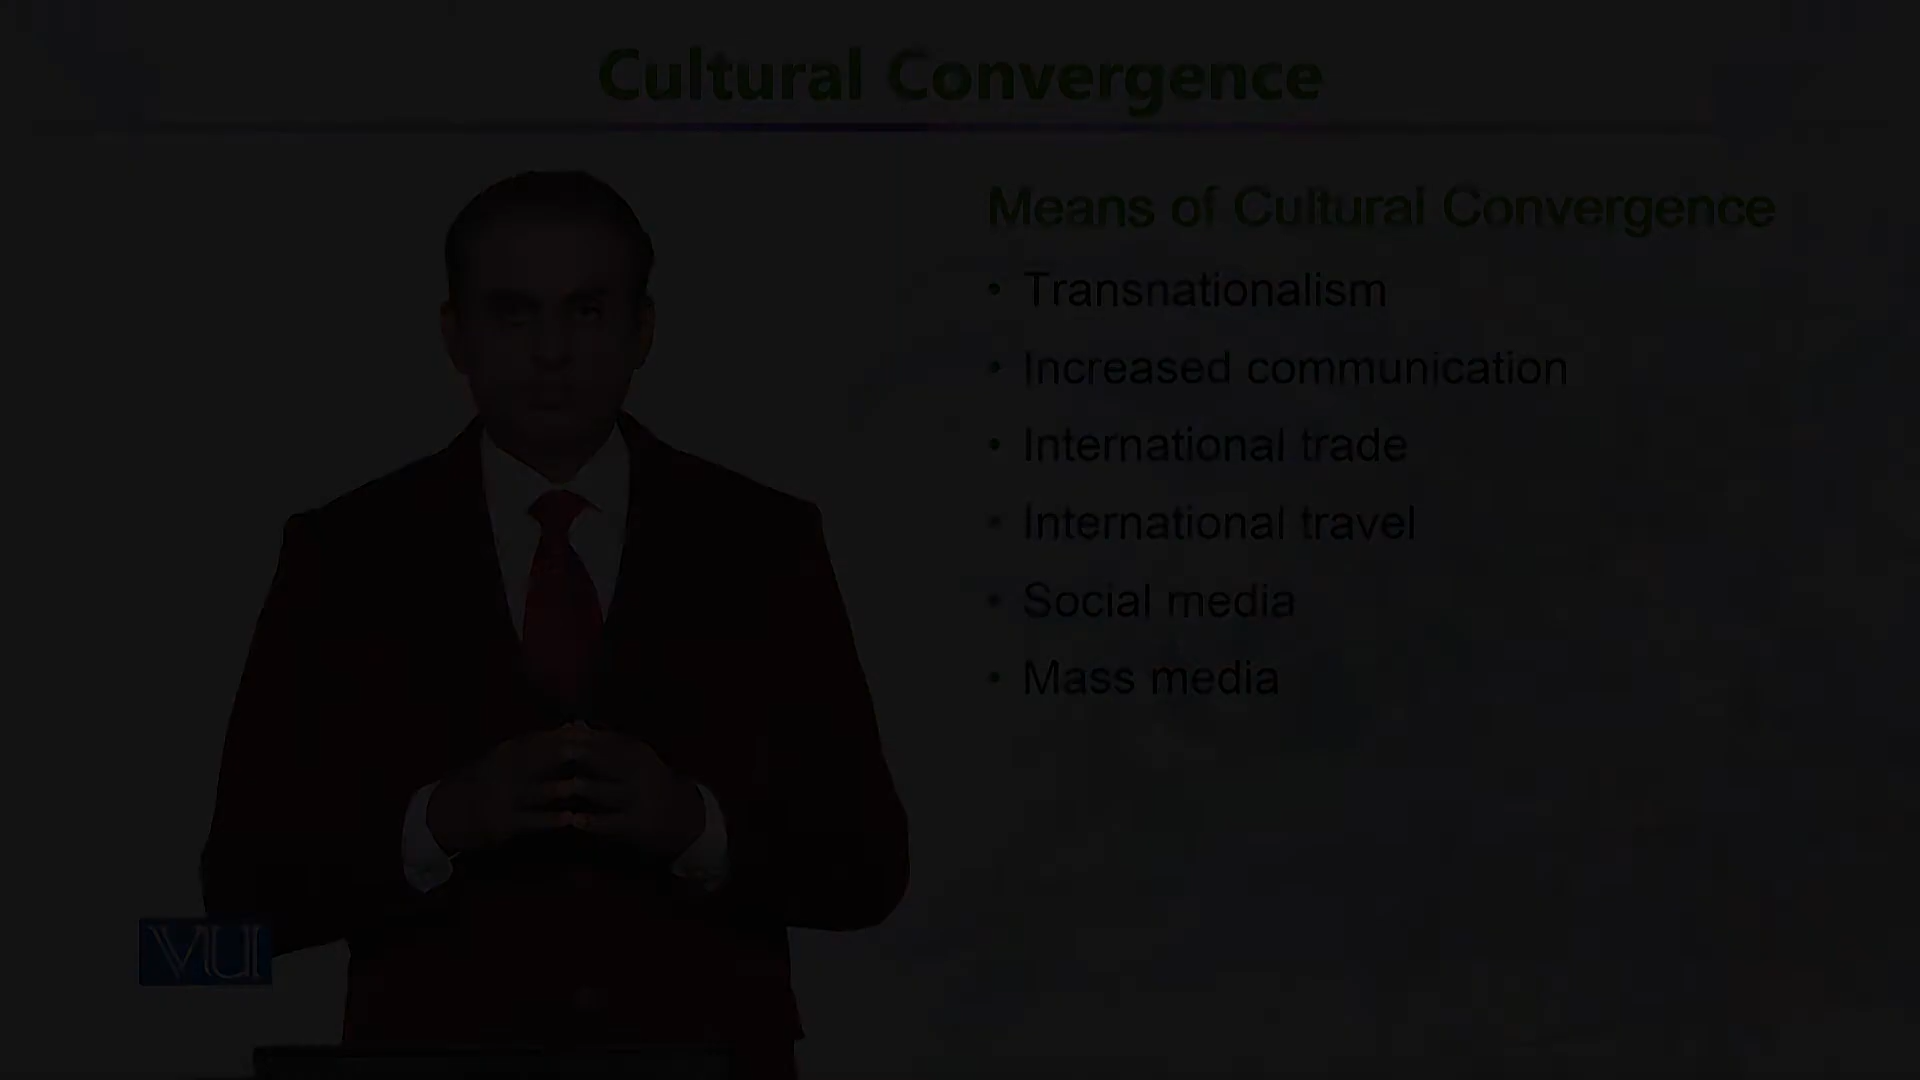 Cultural Convergence
Means of Cultural Convergence
• Transnationalism
• Increased communication
• International trade
• International travel
• Social media
• Mass media
VU